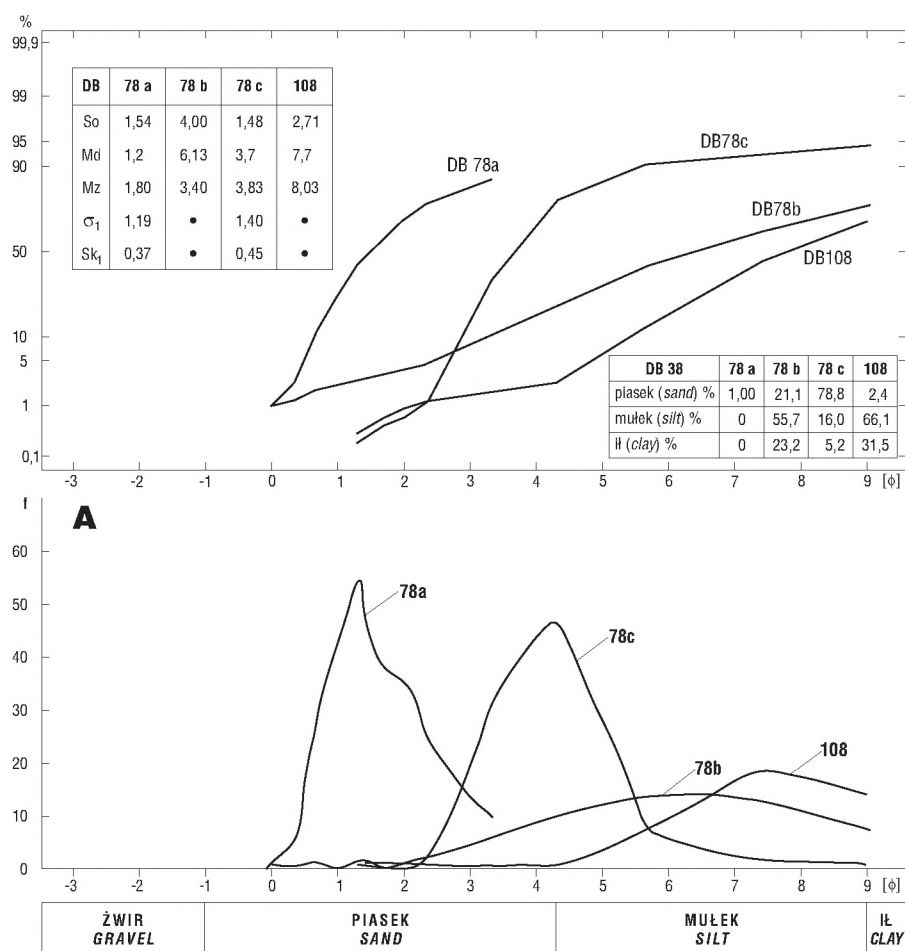 %
99,9
99
95
90
50
10
5
1
0,1
DB 78 a 78 b 78 c 108
So 1,54 4,00 1,48 2,71
Md 1,2 6,13 3,7 7,7
Mz 1,80 3,40 3,83 8,03
σ1 1,19 • 1,40 •
Sk1 0,37 • 0,45 •
DB 78a
DB78c
DB78b
DB108
DB 38 78 a 78 b 78 c 108
piasek (sand) % 1,00 21,1 78,8 2,4
mułek (silt) % 0 55,7 16,0 66,1
ił (clay) % 0 23,2 5,2 31,5
-3 -2 -1 0 1 2 3 4 5 6 7 8 9 [ϕ]
f
A
60
50
40
30
20
10
0
78a
78c
78b
108
-3 -2 -1 0 1 2 3 4 5 6 7 8 9 [ϕ]
ŻWIR PIASEK MUŁEK IŁ
GRAVEL SAND SILT CLAY